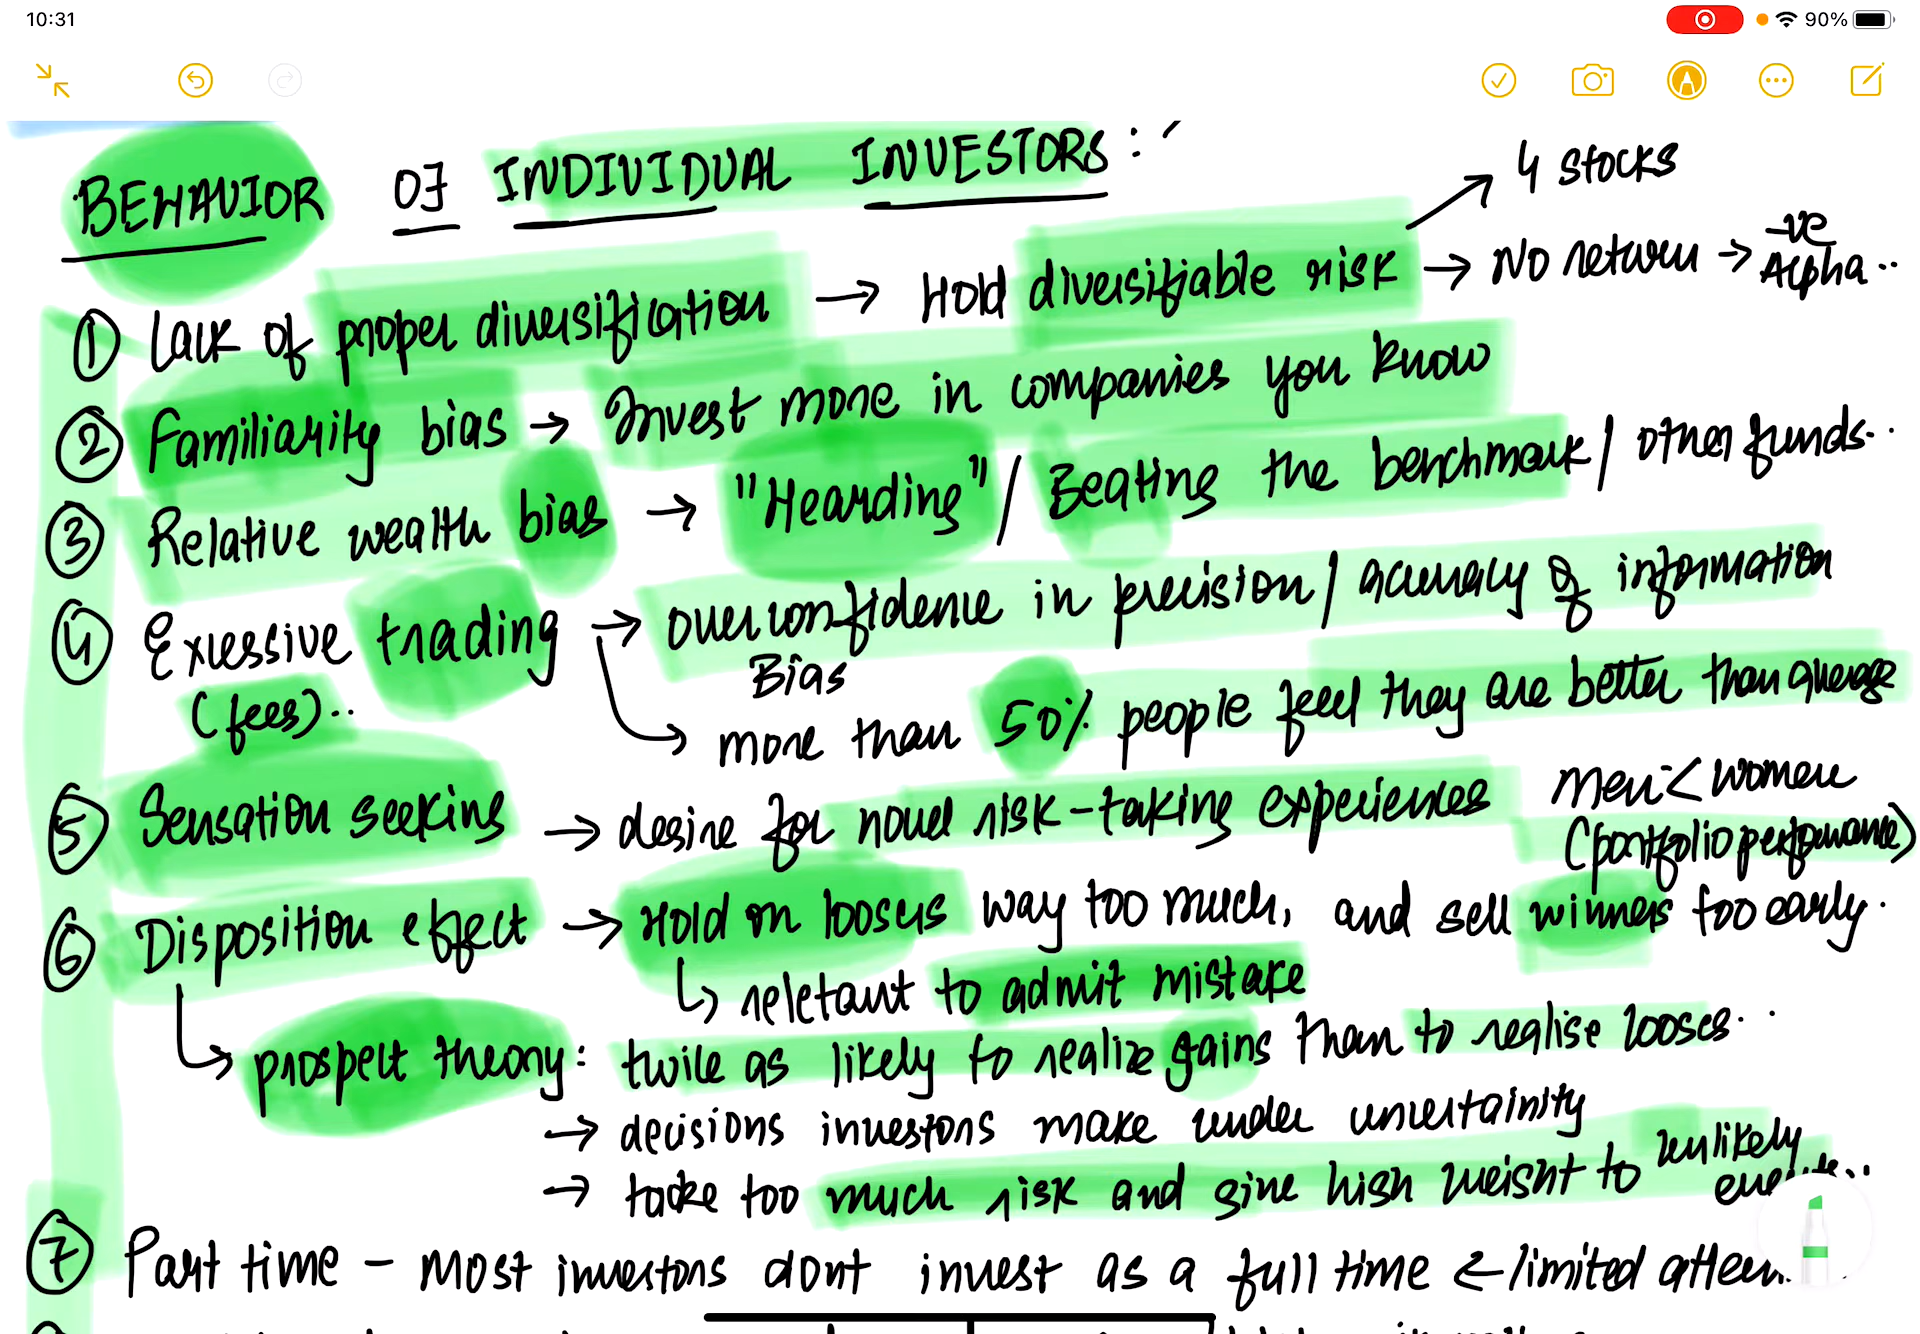 10:31
90%
BEHAVIOR OF INDIVIDUAL INVESTORS :
4 stocks
① Lack of proper diversification → Hold diversifiable risk → No return → -ve Alpha..
② Familiarity bias → Invest more in companies you know
③ Relative wealth bias → "Hearding" / Beating the benchmark / other funds..
④ Excessive trading → overconfidence in precision / accuracy of information
(fees).. Bias
more than 50% people feel they are better than average
⑤ Sensation seeking → desire for novel risk-taking experiences
Men < women
(portfolio performance)
⑥ Disposition effect → Hold on loosers way too much, and sell winners too early.
↳ reletant to admit mistake
↳ prospect theory: twice as likely to realize gains than to realise looses..
→ decisions investors make under uncertainity
→ take too much risk and give high weight to unlikely
⑦ Part time - most investors dont invest as a full time ← limited